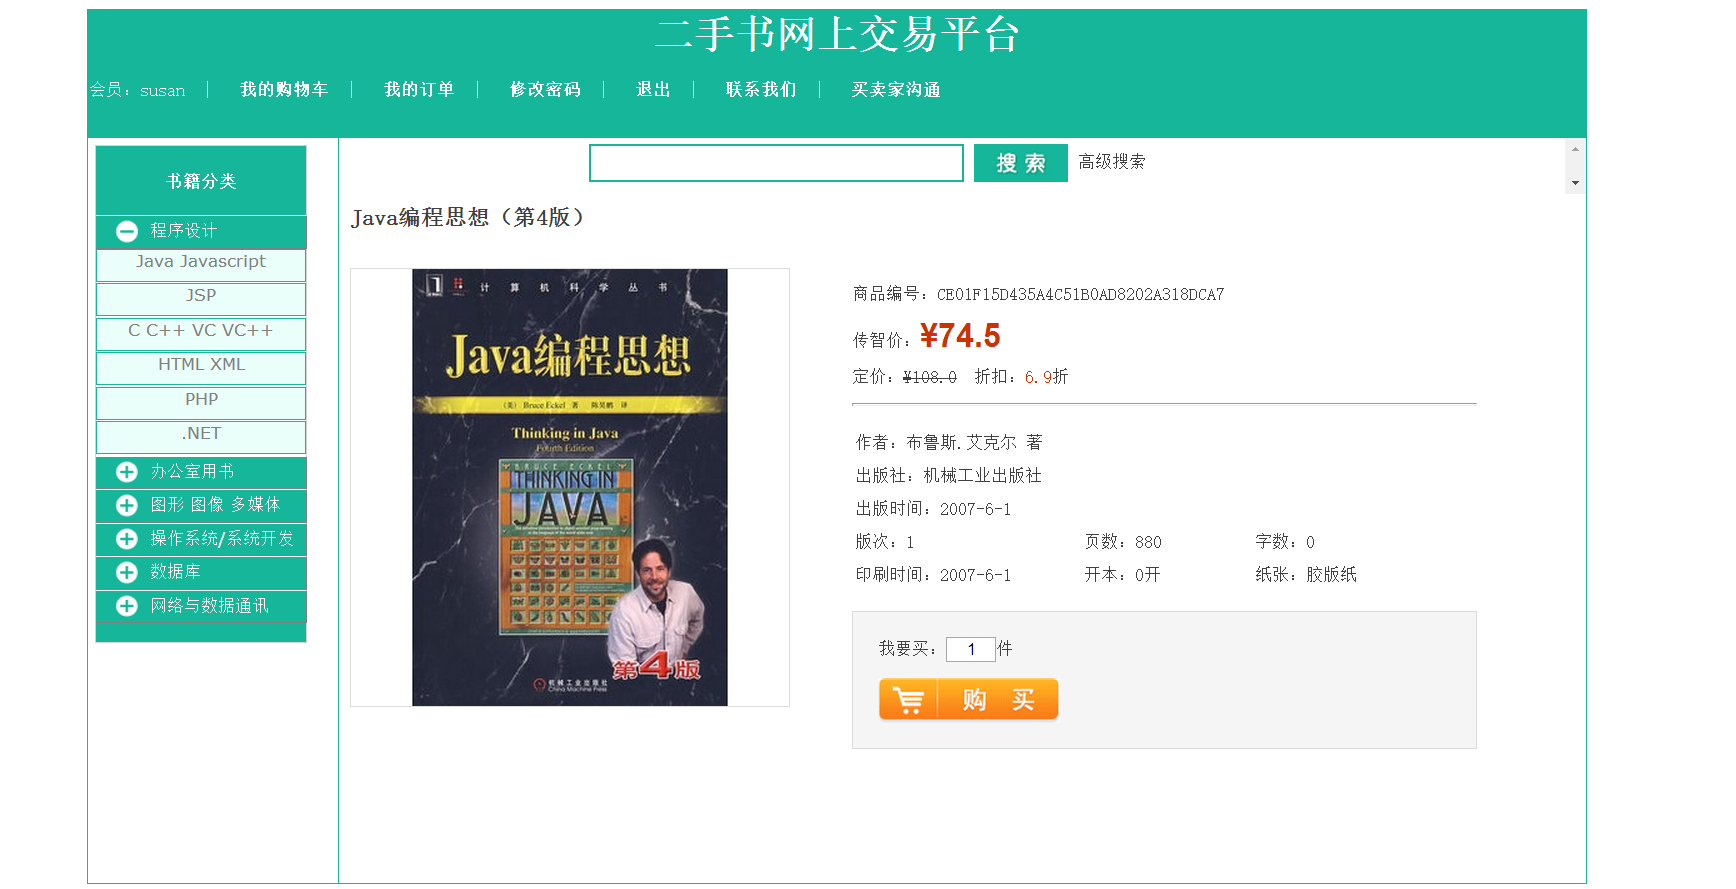 二手书网上交易平台
会员：susan | 我的购物车 | 我的订单 | 修改密码 | 退出 | 联系我们 | 买卖家沟通
书籍分类
程序设计
Java Javascript
JSP
C C++ VC VC++
HTML XML
PHP
.NET
办公室用书
图形 图像 多媒体
操作系统/系统开发
数据库
网络与数据通讯
搜 索 高级搜索
Java编程思想（第4版）
计 算 机 科 学 丛 书
Java编程思想
（美） Bruce Eckel 著 陈昊鹏 译
Thinking in Java
Fourth Edition
BRUCE ECKEL
THINKING IN
JAVA
第4版
机械工业出版社
China Machine Press
商品编号：CE01F15D435A4C51B0AD8202A318DCA7
传智价：¥74.5
定价：¥108.0 折扣：6.9折
作者：布鲁斯.艾克尔 著
出版社：机械工业出版社
出版时间：2007-6-1
版次：1 页数：880 字数：0
印刷时间：2007-6-1 开本：0开 纸张：胶版纸
我要买：1件
购 买